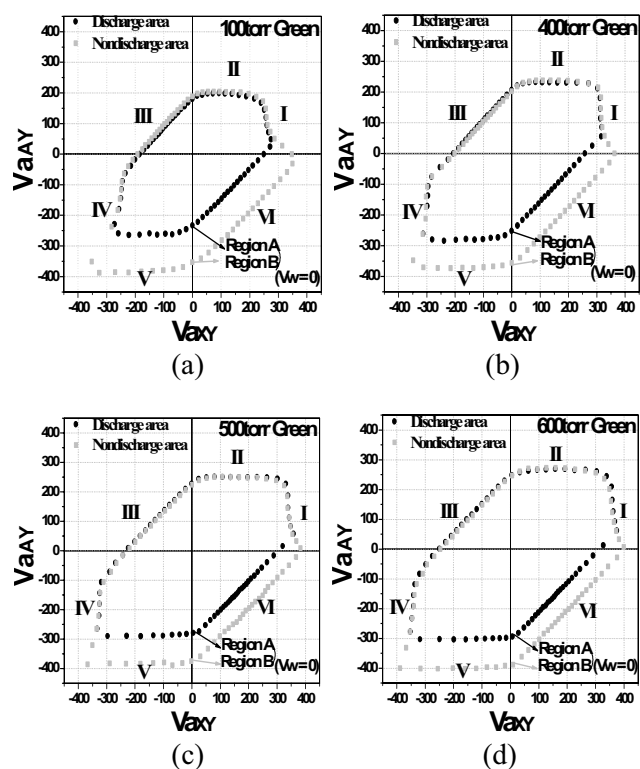 100torr Green
Discharge area
Nondischarge area
400
300
200
100
0
-100
-200
-300
-400
VaAY
I
II
III
IV
V
VI
Region A
Region B
(Vw=0)
-400 -300 -200 -100 0 100 200 300 400
VaXY
(a)
400torr Green
Discharge area
Nondischarge area
400
300
200
100
0
-100
-200
-300
-400
VaAY
I
II
III
IV
V
VI
Region A
Region B
(Vw=0)
-400 -300 -200 -100 0 100 200 300 400
VaXY
(b)
500torr Green
Discharge area
Nondischarge area
400
300
200
100
0
-100
-200
-300
-400
VaAY
I
II
III
IV
V
VI
Region A
Region B
(Vw=0)
-400 -300 -200 -100 0 100 200 300 400
VaXY
(c)
600torr Green
Discharge area
Nondischarge area
400
300
200
100
0
-100
-200
-300
-400
VaAY
I
II
III
IV
V
VI
Region A
Region B
(Vw=0)
-400 -300 -200 -100 0 100 200 300 400
VaXY
(d)